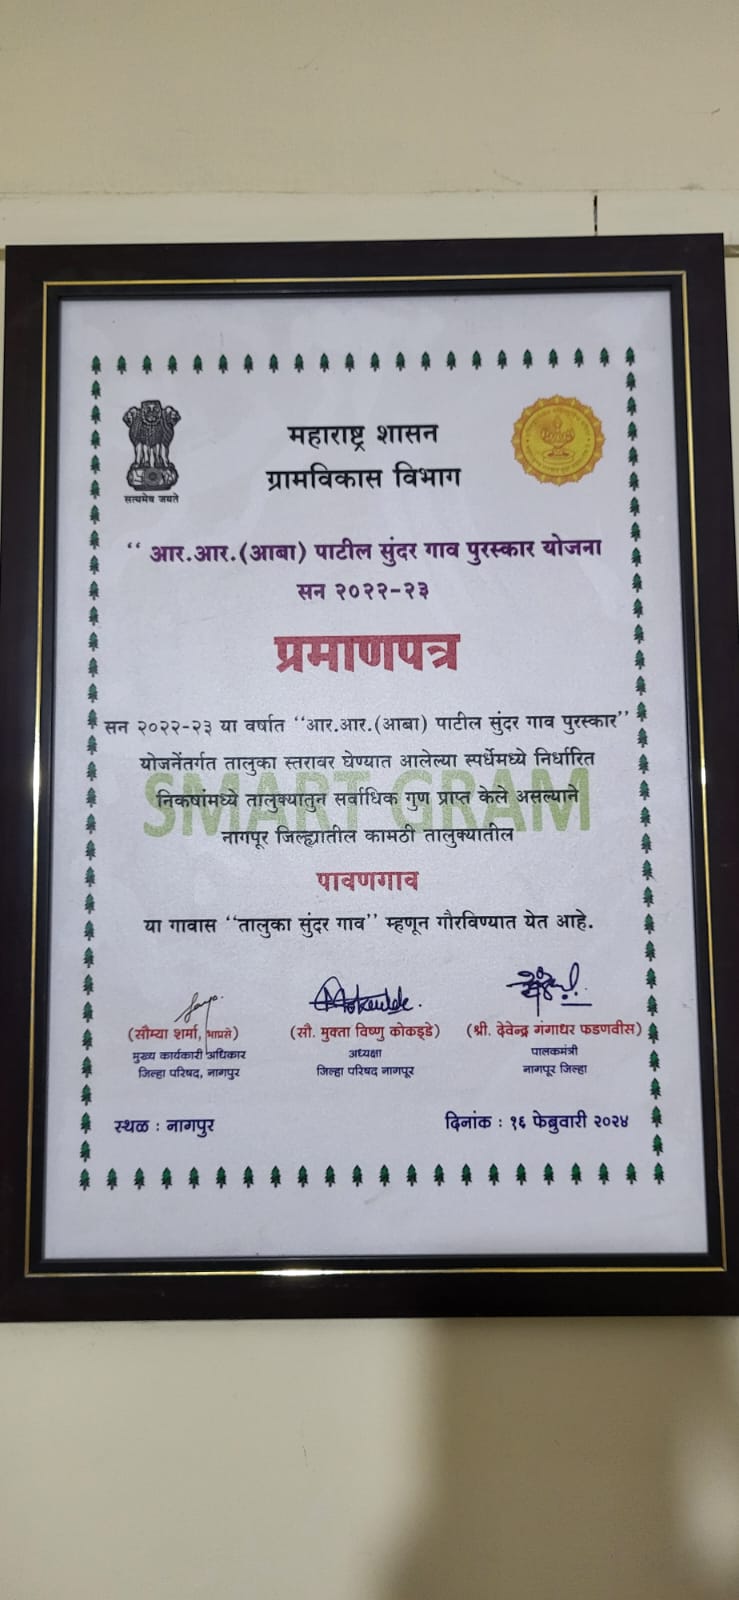 महाराष्ट्र शासन
ग्रामविकास विभाग
सत्यमेव जयते
“ आर.आर.(आबा) पाटील सुंदर गाव पुरस्कार योजना
सन २०२२-२३
प्रमाणपत्र
सन २०२२-२३ या वर्षात “आर.आर.(आबा) पाटील सुंदर गाव पुरस्कार”
योजनेंतर्गत तालुका स्तरावर घेण्यात आलेल्या स्पर्धेमध्ये निर्धारित
SMART GRAM
निकषांमध्ये तालुक्यातुन सर्वाधिक गुण प्राप्त केले असल्याने
नागपूर जिल्ह्यातील कामठी तालुक्यातील
पावणगाव
या गावास “तालुका सुंदर गाव” म्हणून गौरविण्यात येत आहे.
(सौम्या शर्मा, भाप्रसे) (सौ. मुक्ता विष्णु कोकड्डे) (श्री. देवेन्द्र गंगाधर फडणवीस)
मुख्य कार्यकारी अधिकार अध्यक्षा पालकमंत्री
जिल्हा परिषद, नागपूर जिल्हा परिषद नागपूर नागपूर जिल्हा
स्थळ : नागपुर दिनांक : १६ फेब्रुवारी २०२४